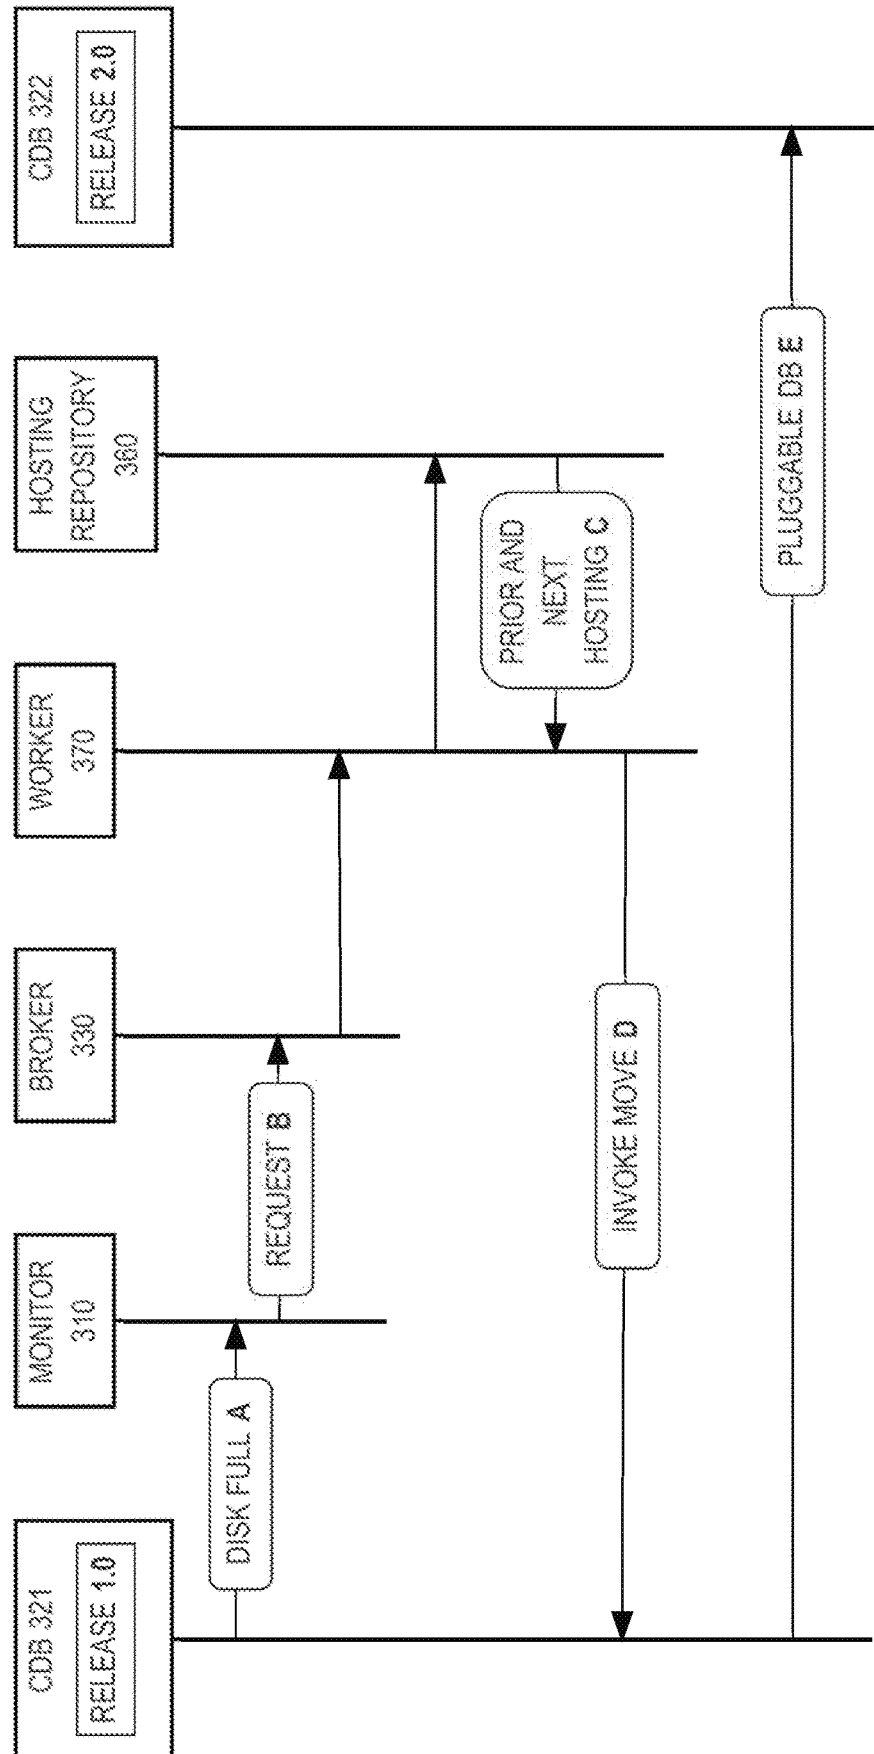 CDB 321
RELEASE 1.0
MONITOR
310
BROKER
330
WORKER
370
HOSTING
REPOSITORY
360
CDB 322
RELEASE 2.0
DISK FULL A
REQUEST B
PRIOR AND
NEXT
HOSTING C
INVOKE MOVE D
PLUGGABLE DB E